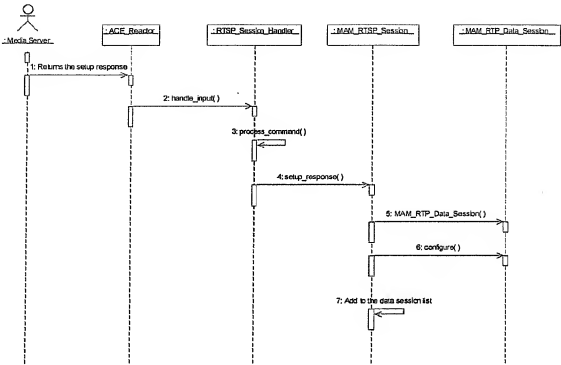 : Media Server
: ACE_Reactor
: RTSP_Session_Handler
: MAM_RTSP_Session
: MAM_RTP_Data_Session
1: Returns the setup response
2: handle_input( )
3: process_command( )
4: setup_response( )
5: MAM_RTP_Data_Session( )
6: configure( )
7: Add to the data session list